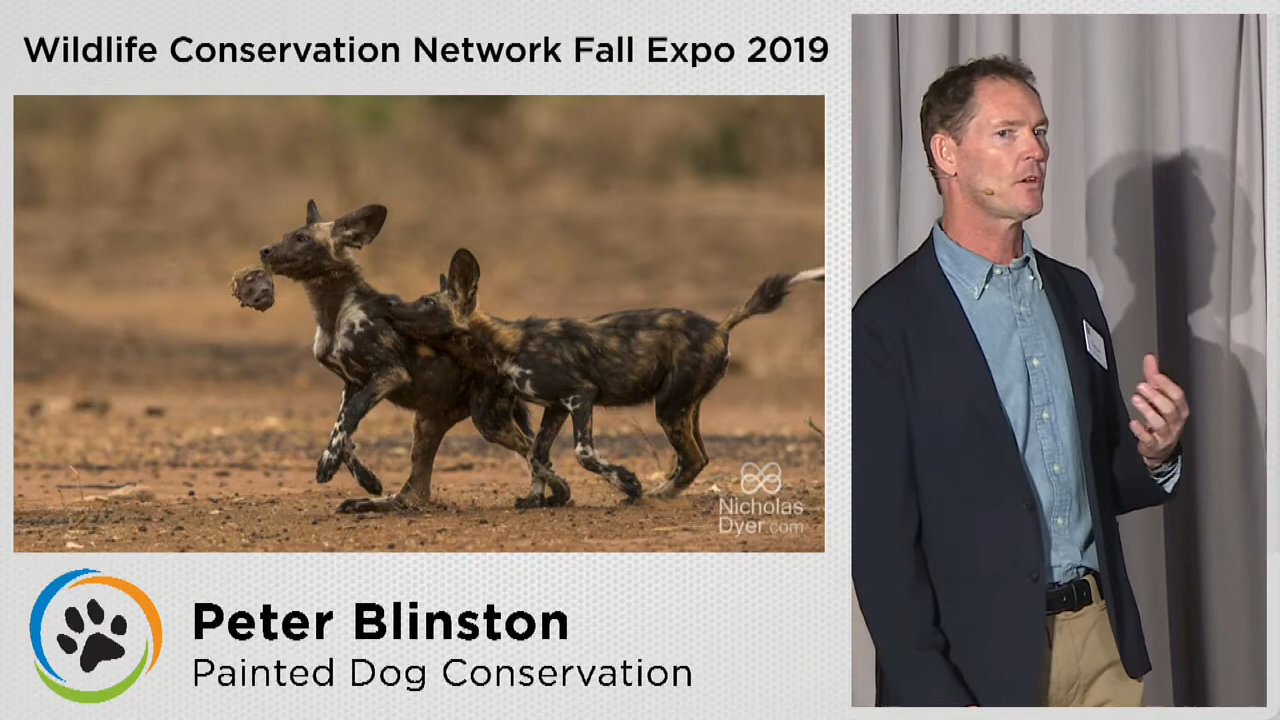 Wildlife Conservation Network Fall Expo 2019
Nicholas
Dyer.com
Peter Blinston
Painted Dog Conservation